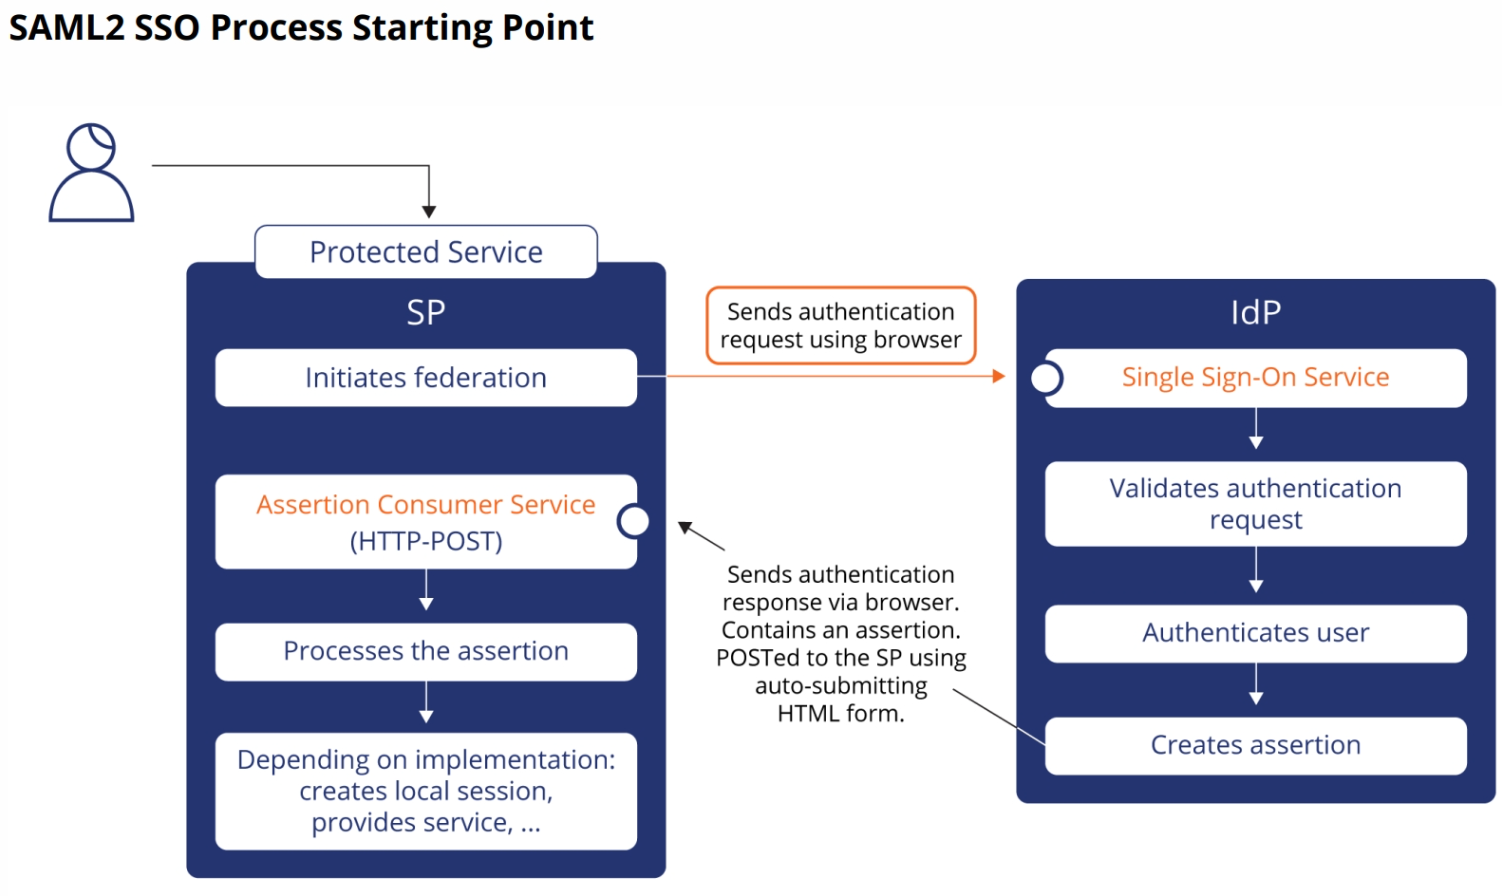 SAML2 SSO Process Starting Point
Protected Service
SP
Initiates federation
Sends authentication
request using browser
IdP
Single Sign-On Service
Validates authentication
request
Authenticates user
Creates assertion
Sends authentication
response via browser.
Contains an assertion.
POSTed to the SP using
auto-submitting
HTML form.
Assertion Consumer Service
(HTTP-POST)
Processes the assertion
Depending on implementation:
creates local session,
provides service, ...